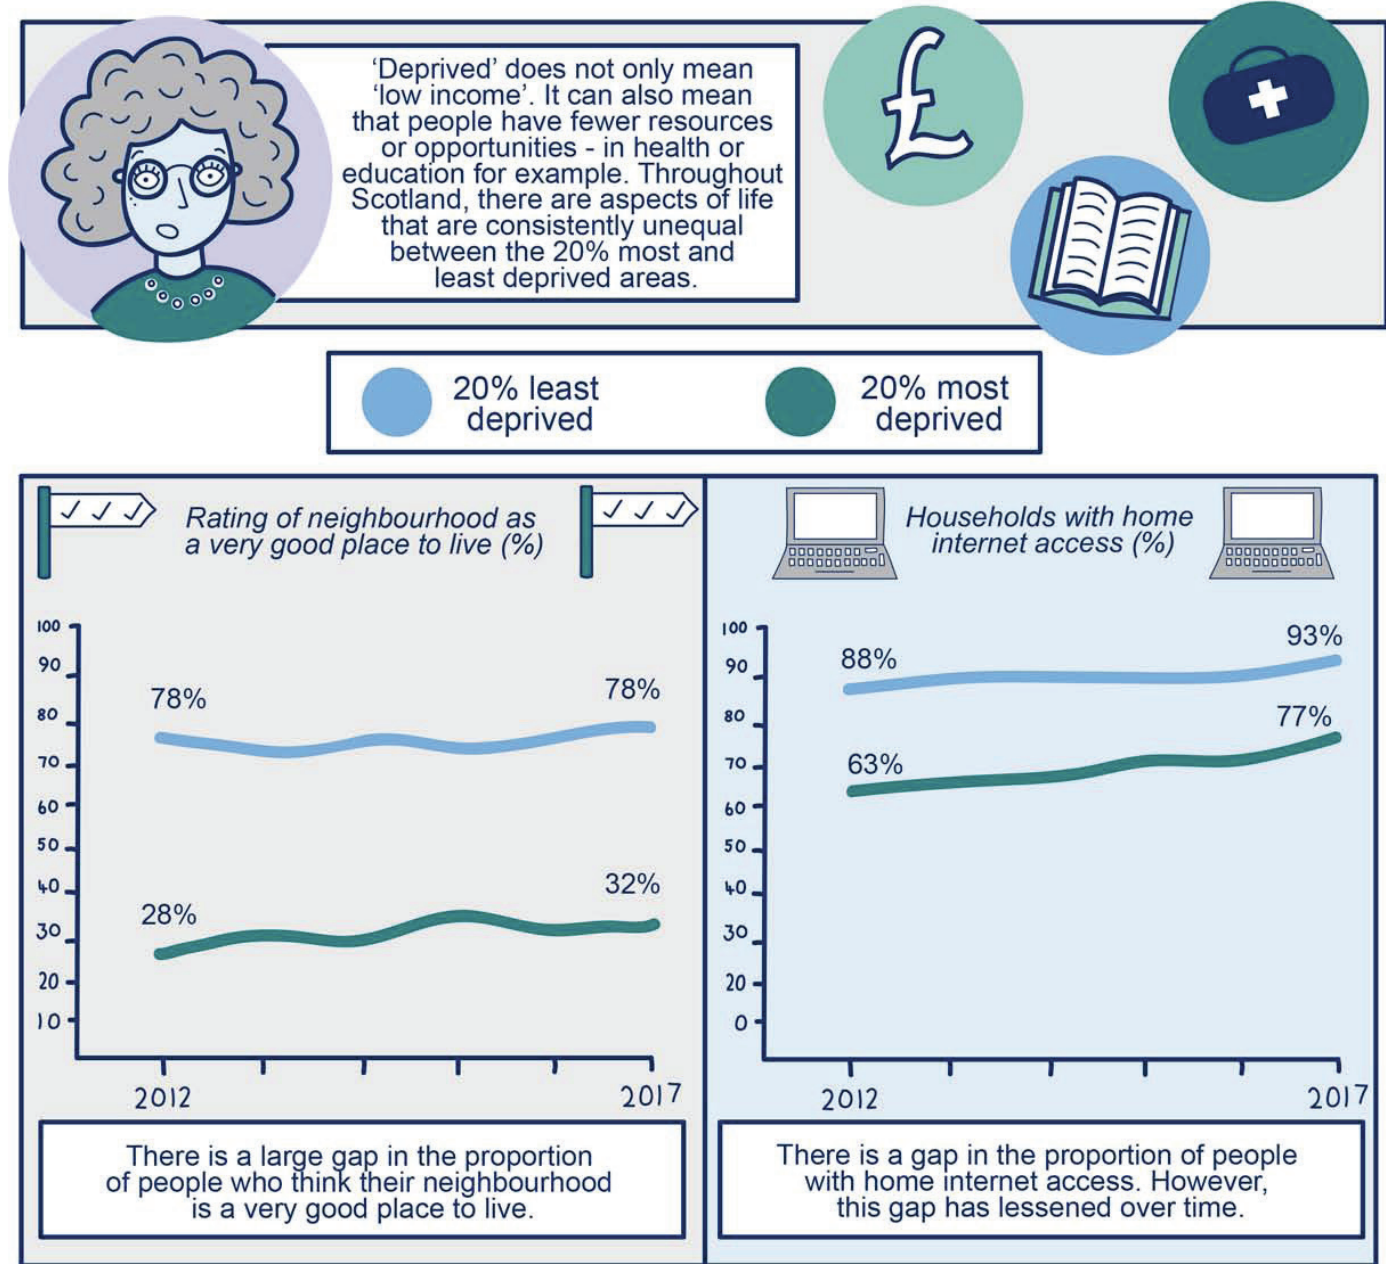 'Deprived' does not only mean
'low income'. It can also mean
that people have fewer resources
or opportunities - in health or
education for example. Throughout
Scotland, there are aspects of life
that are consistently unequal
between the 20% most and
least deprived areas.
£
20% least
deprived
20% most
deprived
Rating of neighbourhood as
a very good place to live (%)
100
90
80
70
60
50
40
30
20
10
78%
78%
28%
32%
2012
2017
There is a large gap in the proportion
of people who think their neighbourhood
is a very good place to live.
Households with home
internet access (%)
100
90
80
70
60
50
40
30
20
0
88%
93%
63%
77%
2012
2017
There is a gap in the proportion of people
with home internet access. However,
this gap has lessened over time.